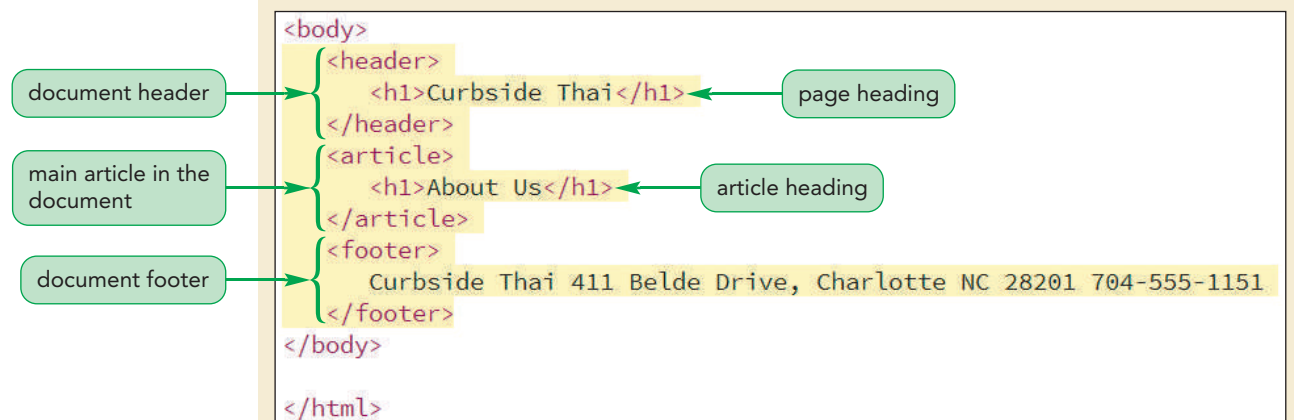 <body>
<header>
document header
<h1>Curbside Thai</h1>
page heading
</header>
<article>
main article in the
document
<h1>About Us</h1>
article heading
</article>
<footer>
document footer
Curbside Thai 411 Belde Drive, Charlotte NC 28201 704-555-1151
</footer>
</body>
</html>